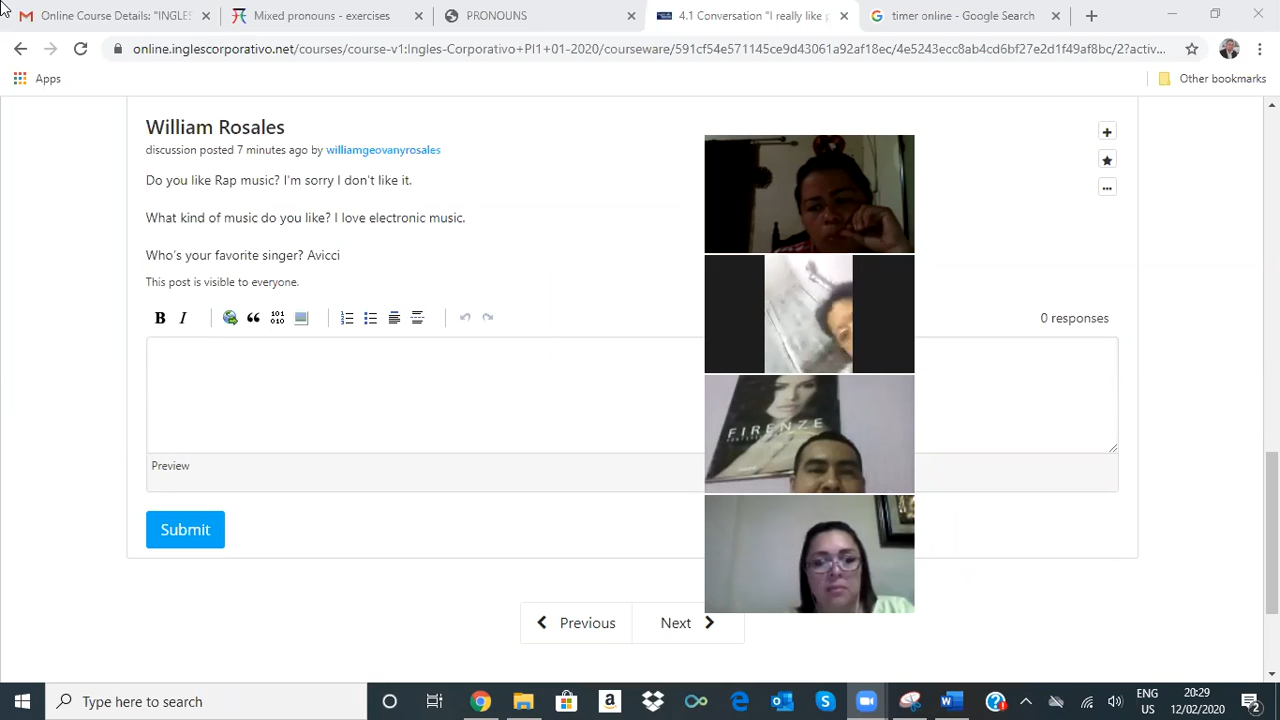 Online Course Details: "INGLES
Mixed pronouns - exercises
PRONOUNS
4.1 Conversation "I really like p
timer online - Google Search
online.inglescorporativo.net/courses/course-v1:Ingles-Corporativo+PI1+01-2020/courseware/591cf54e571145ce9d43061a92af18ec/4e5243ecc8ab4cd6bf27e2d1f49af8bc/2?activ...
Apps
Other bookmarks
William Rosales
discussion posted 7 minutes ago by williamgeovanyrosales
Do you like Rap music? I'm sorry I don't like it.
What kind of music do you like? I love electronic music.
Who's your favorite singer? Avicci
This post is visible to everyone.
B I
0 responses
FIRENZE
Preview
Submit
Previous
Next
Type here to search
ENG
US
20:29
12/02/2020
2